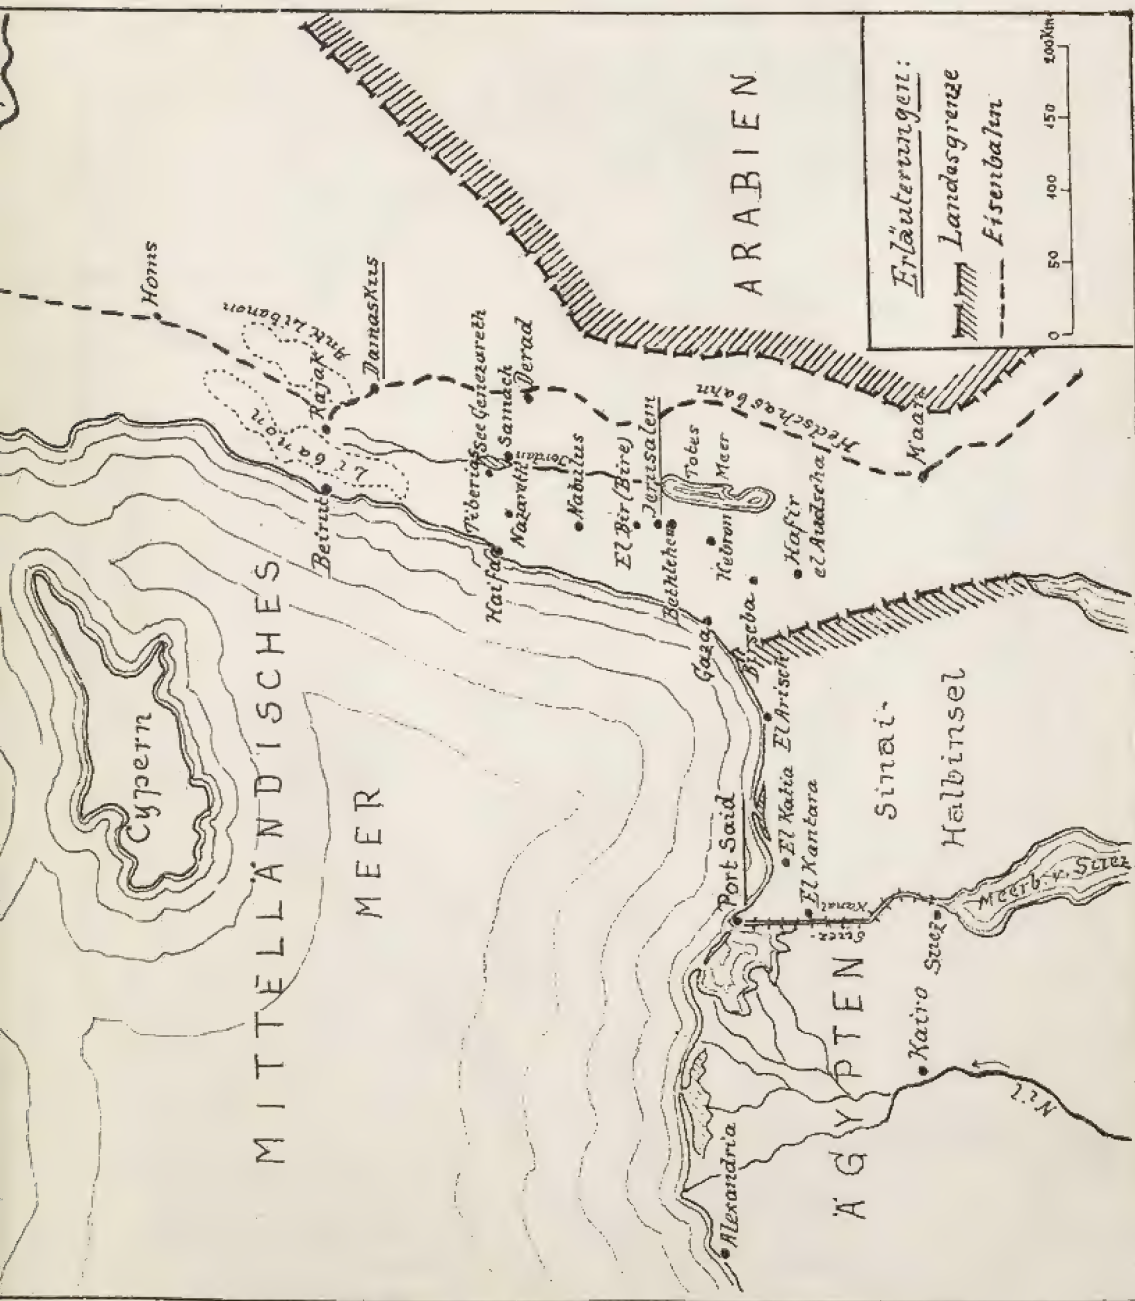 Homs
Anti Libanon
Rajak
Libanon
Damaskus
Beirut
Cypern
MITTELLÄNDISCHES
MEER
See Genezareth
Tiberias
Samach
Derad
Nazareth
Haifa
Jordan
Nabulus
El Bir (Bire)
Jerusalem
Bethlehem
Totes
Meer
Hebron
Hedschasbahn
Hafir
el Audscha
Maan
Gaza
Birseba
El Arisch
El Katia
El Kantara
Port Said
Suez-
Kanal
Sinai-
Halbinsel
Meerb. v. Suez
Suez
Kairo
Nil
ÄGYPTEN
Alexandria
ARABIEN
Erläuterungen:
Landesgrenze
Eisenbahn
0 50 100 150 200 Km.